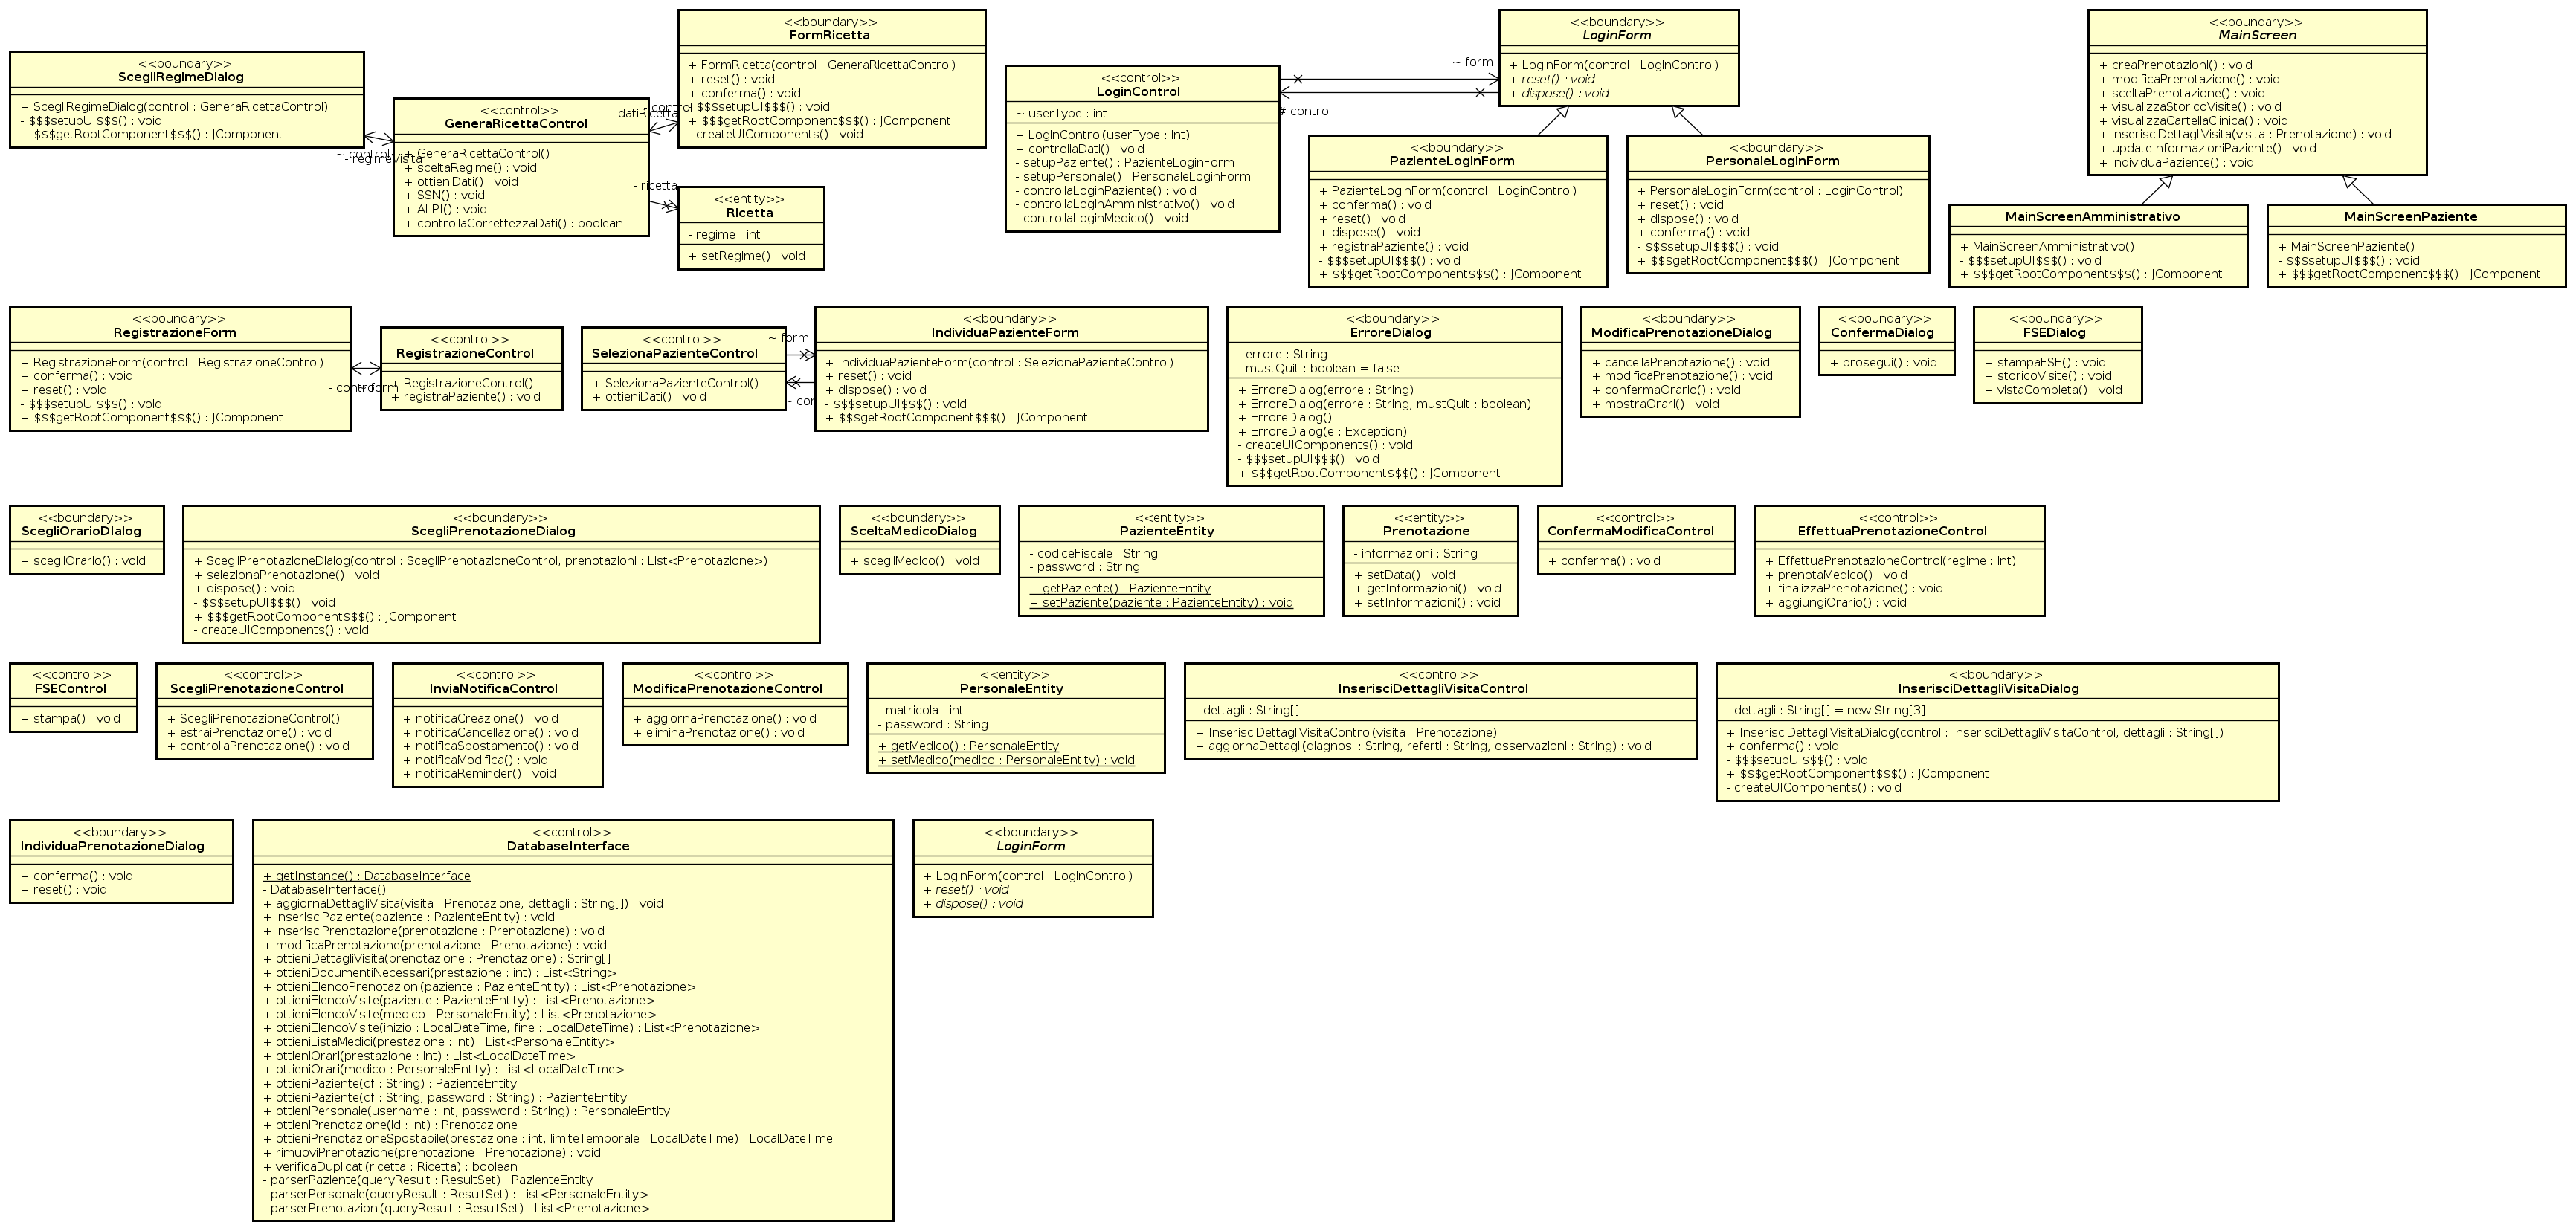 <<boundary>>
ScegliRegimeDialog
+ ScegliRegimeDialog(control : GeneraRicettaControl)
- $$$setupUI$$$() : void
+ $$$getRootComponent$$$() : JComponent
~ control
- regimeVisita
<<control>>
GeneraRicettaControl
+ GeneraRicettaControl()
+ sceltaRegime() : void
+ ottieniDati() : void
+ SSN() : void
+ ALPI() : void
+ controllaCorrettezzaDati() : boolean
- datiRicetta
~ control
- ricetta
<<boundary>>
FormRicetta
+ FormRicetta(control : GeneraRicettaControl)
+ reset() : void
+ conferma() : void
- $$$setupUI$$$() : void
+ $$$getRootComponent$$$() : JComponent
- createUIComponents() : void
<<entity>>
Ricetta
- regime : int
+ setRegime() : void
<<control>>
LoginControl
~ userType : int
+ LoginControl(userType : int)
+ controllaDati() : void
- setupPaziente() : PazienteLoginForm
- setupPersonale() : PersonaleLoginForm
- controllaLoginPaziente() : void
- controllaLoginAmministrativo() : void
- controllaLoginMedico() : void
~ form
# control
<<boundary>>
LoginForm
+ LoginForm(control : LoginControl)
+ reset() : void
+ dispose() : void
<<boundary>>
PazienteLoginForm
+ PazienteLoginForm(control : LoginControl)
+ conferma() : void
+ reset() : void
+ dispose() : void
+ registraPaziente() : void
- $$$setupUI$$$() : void
+ $$$getRootComponent$$$() : JComponent
<<boundary>>
PersonaleLoginForm
+ PersonaleLoginForm(control : LoginControl)
+ reset() : void
+ dispose() : void
+ conferma() : void
- $$$setupUI$$$() : void
+ $$$getRootComponent$$$() : JComponent
<<boundary>>
MainScreen
+ creaPrenotazioni() : void
+ modificaPrenotazione() : void
+ sceltaPrenotazione() : void
+ visualizzaStoricoVisite() : void
+ visualizzaCartellaClinica() : void
+ inserisciDettagliVisita(visita : Prenotazione) : void
+ updateInformazioniPaziente() : void
+ individuaPaziente() : void
MainScreenAmministrativo
+ MainScreenAmministrativo()
- $$$setupUI$$$() : void
+ $$$getRootComponent$$$() : JComponent
MainScreenPaziente
+ MainScreenPaziente()
- $$$setupUI$$$() : void
+ $$$getRootComponent$$$() : JComponent
<<boundary>>
RegistrazioneForm
+ RegistrazioneForm(control : RegistrazioneControl)
+ conferma() : void
+ reset() : void
- $$$setupUI$$$() : void
+ $$$getRootComponent$$$() : JComponent
- control
~ form
<<control>>
RegistrazioneControl
+ RegistrazioneControl()
+ registraPaziente() : void
<<control>>
SelezionaPazienteControl
+ SelezionaPazienteControl()
+ ottieniDati() : void
~ form
<<boundary>>
IndividuaPazienteForm
+ IndividuaPazienteForm(control : SelezionaPazienteControl)
+ reset() : void
+ dispose() : void
- $$$setupUI$$$() : void
+ $$$getRootComponent$$$() : JComponent
<<boundary>>
ErroreDialog
- errore : String
- mustQuit : boolean = false
+ ErroreDialog(errore : String)
+ ErroreDialog(errore : String, mustQuit : boolean)
+ ErroreDialog()
+ ErroreDialog(e : Exception)
- createUIComponents() : void
- $$$setupUI$$$() : void
+ $$$getRootComponent$$$() : JComponent
<<boundary>>
ModificaPrenotazioneDialog
+ cancellaPrenotazione() : void
+ modificaPrenotazione() : void
+ confermaOrario() : void
+ mostraOrari() : void
<<boundary>>
ConfermaDialog
+ prosegui() : void
<<boundary>>
FSEDialog
+ stampaFSE() : void
+ storicoVisite() : void
+ vistaCompleta() : void
<<boundary>>
ScegliOrarioDIalog
+ scegliOrario() : void
<<boundary>>
ScegliPrenotazioneDialog
+ ScegliPrenotazioneDialog(control : ScegliPrenotazioneControl, prenotazioni : List<Prenotazione>)
+ selezionaPrenotazione() : void
+ dispose() : void
- $$$setupUI$$$() : void
+ $$$getRootComponent$$$() : JComponent
- createUIComponents() : void
<<boundary>>
SceltaMedicoDialog
+ scegliMedico() : void
<<entity>>
PazienteEntity
- codiceFiscale : String
- password : String
+ getPaziente() : PazienteEntity
+ setPaziente(paziente : PazienteEntity) : void
<<entity>>
Prenotazione
- informazioni : String
+ setData() : void
+ getInformazioni() : void
+ setInformazioni() : void
<<control>>
ConfermaModificaControl
+ conferma() : void
<<control>>
EffettuaPrenotazioneControl
+ EffettuaPrenotazioneControl(regime : int)
+ prenotaMedico() : void
+ finalizzaPrenotazione() : void
+ aggiungiOrario() : void
<<control>>
FSEControl
+ stampa() : void
<<control>>
ScegliPrenotazioneControl
+ ScegliPrenotazioneControl()
+ estraiPrenotazione() : void
+ controllaPrenotazione() : void
<<control>>
InviaNotificaControl
+ notificaCreazione() : void
+ notificaCancellazione() : void
+ notificaSpostamento() : void
+ notificaModifica() : void
+ notificaReminder() : void
<<control>>
ModificaPrenotazioneControl
+ aggiornaPrenotazione() : void
+ eliminaPrenotazione() : void
<<entity>>
PersonaleEntity
- matricola : int
- password : String
+ getMedico() : PersonaleEntity
+ setMedico(medico : PersonaleEntity) : void
<<control>>
InserisciDettagliVisitaControl
- dettagli : String[]
+ InserisciDettagliVisitaControl(visita : Prenotazione)
+ aggiornaDettagli(diagnosi : String, referti : String, osservazioni : String) : void
<<boundary>>
InserisciDettagliVisitaDialog
- dettagli : String[] = new String[3]
+ InserisciDettagliVisitaDialog(control : InserisciDettagliVisitaControl, dettagli : String[])
+ conferma() : void
- $$$setupUI$$$() : void
+ $$$getRootComponent$$$() : JComponent
- createUIComponents() : void
<<boundary>>
IndividuaPrenotazioneDialog
+ conferma() : void
+ reset() : void
<<control>>
DatabaseInterface
+ getInstance() : DatabaseInterface
- DatabaseInterface()
+ aggiornaDettagliVisita(visita : Prenotazione, dettagli : String[]) : void
+ inserisciPaziente(paziente : PazienteEntity) : void
+ inserisciPrenotazione(prenotazione : Prenotazione) : void
+ modificaPrenotazione(prenotazione : Prenotazione) : void
+ ottieniDettagliVisita(prenotazione : Prenotazione) : String[]
+ ottieniDocumentiNecessari(prestazione : int) : List<String>
+ ottieniElencoPrenotazioni(paziente : PazienteEntity) : List<Prenotazione>
+ ottieniElencoVisite(paziente : PazienteEntity) : List<Prenotazione>
+ ottieniElencoVisite(medico : PersonaleEntity) : List<Prenotazione>
+ ottieniElencoVisite(inizio : LocalDateTime, fine : LocalDateTime) : List<Prenotazione>
+ ottieniListaMedici(prestazione : int) : List<PersonaleEntity>
+ ottieniOrari(prestazione : int) : List<LocalDateTime>
+ ottieniOrari(medico : PersonaleEntity) : List<LocalDateTime>
+ ottieniPaziente(cf : String) : PazienteEntity
+ ottieniPaziente(cf : String, password : String) : PazienteEntity
+ ottieniPersonale(username : int, password : String) : PersonaleEntity
+ ottieniPrenotazione(id : int) : Prenotazione
+ ottieniPrenotazioneSpostabile(prestazione : int, limiteTemporale : LocalDateTime) : LocalDateTime
+ rimuoviPrenotazione(prenotazione : Prenotazione) : void
+ verificaDuplicati(ricetta : Ricetta) : boolean
- parserPaziente(queryResult : ResultSet) : PazienteEntity
- parserPersonale(queryResult : ResultSet) : List<PersonaleEntity>
- parserPrenotazioni(queryResult : ResultSet) : List<Prenotazione>
<<boundary>>
LoginForm
+ LoginForm(control : LoginControl)
+ reset() : void
+ dispose() : void